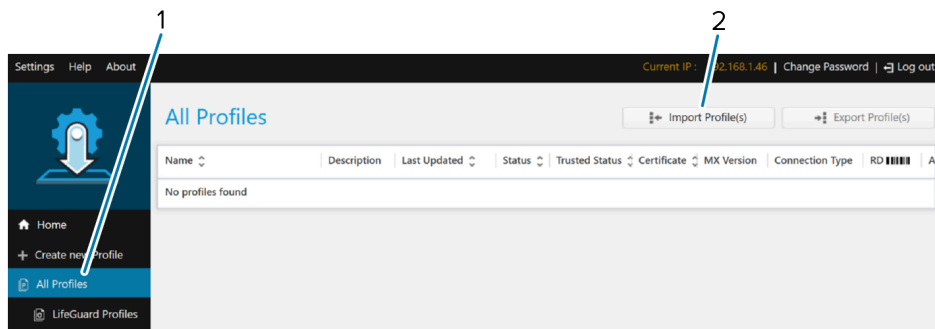 1
2
Settings Help About
Current IP : 92.168.1.46 | Change Password | Log out
All Profiles
Import Profile(s)
Export Profile(s)
Name Description Last Updated Status Trusted Status Certificate MX Version Connection Type RD A
No profiles found
Home
Create new Profile
All Profiles
LifeGuard Profiles